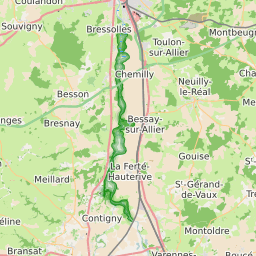 Coulandon
Souvigny
Bressolles
Montbeugny
Toulon-
sur-Allier
Chemilly
Neuilly-
le-Réal
Besson
Bresnay
Bessay-
sur-Allier
Gouise
La Ferté-
Hauterive
Meillard
St-Gérand-
de-Vaux
Contigny
Montoldre
Bransat
Varennes-